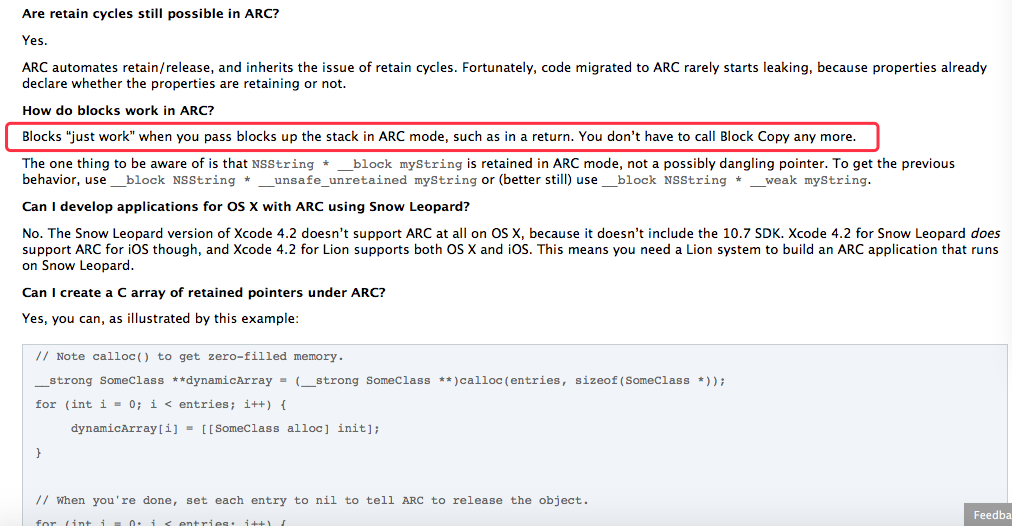 Are retain cycles still possible in ARC?
Yes.
ARC automates retain/release, and inherits the issue of retain cycles. Fortunately, code migrated to ARC rarely starts leaking, because properties already
declare whether the properties are retaining or not.
How do blocks work in ARC?
Blocks “just work” when you pass blocks up the stack in ARC mode, such as in a return. You don’t have to call Block Copy any more.
The one thing to be aware of is that NSString * __block myString is retained in ARC mode, not a possibly dangling pointer. To get the previous
behavior, use __block NSString * __unsafe_unretained myString or (better still) use __block NSString * __weak myString.
Can I develop applications for OS X with ARC using Snow Leopard?
No. The Snow Leopard version of Xcode 4.2 doesn’t support ARC at all on OS X, because it doesn’t include the 10.7 SDK. Xcode 4.2 for Snow Leopard does
support ARC for iOS though, and Xcode 4.2 for Lion supports both OS X and iOS. This means you need a Lion system to build an ARC application that runs
on Snow Leopard.
Can I create a C array of retained pointers under ARC?
Yes, you can, as illustrated by this example:
// Note calloc() to get zero-filled memory.
__strong SomeClass **dynamicArray = (__strong SomeClass **)calloc(entries, sizeof(SomeClass *));
for (int i = 0; i < entries; i++) {
dynamicArray[i] = [[SomeClass alloc] init];
}
// When you're done, set each entry to nil to tell ARC to release the object.
for (int i = 0; i < entries; i++) {
Feedba